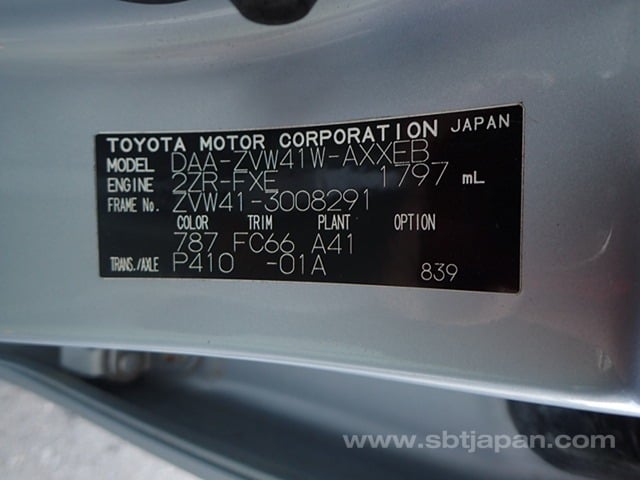 TOYOTA MOTOR CORPORATION JAPAN
MODEL DAA-ZVW41W-AXXEB
ENGINE 2ZR-FXE 1797 mL
FRAME No. ZVW41-3008291
COLOR TRIM PLANT OPTION
787 FC66 A41
TRANS./AXLE P410 -01A 839
www.sbtjapan.com